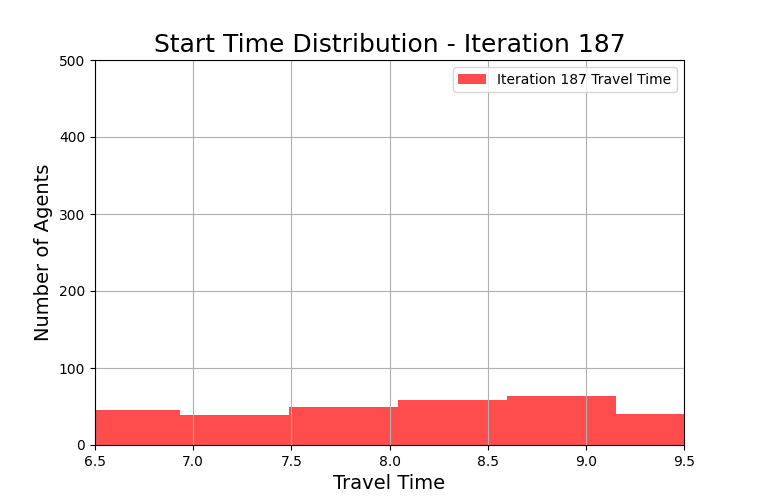 Start Time Distribution - Iteration 187
500
400
300
200
100
0
Number of Agents
Iteration 187 Travel Time
6.5 7.0 7.5 8.0 8.5 9.0 9.5
Travel Time